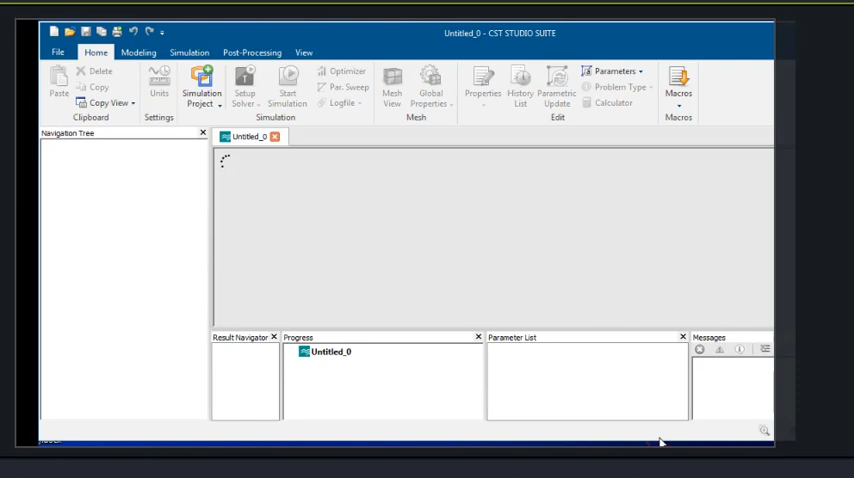 Untitled_0 - CST STUDIO SUITE
File Home Modeling Simulation Post-Processing View
Paste Delete Copy Copy View Clipboard
Units Settings
Simulation Project Setup Solver Start Simulation Optimizer Par. Sweep Logfile Simulation
Mesh View Global Properties Mesh
Properties History List Parametric Update Parameters Problem Type Calculator Edit
Macros Macros
Navigation Tree
Untitled_0
Result Navigator Progress Parameter List Messages
Untitled_0